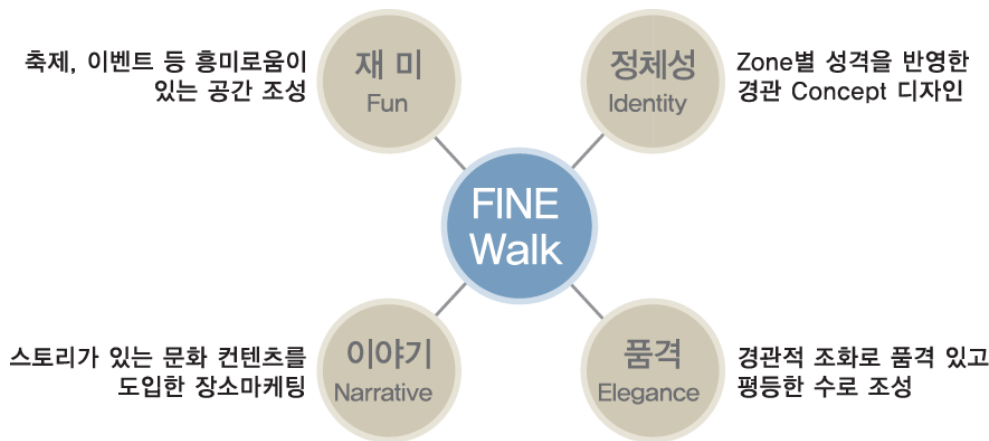 축제, 이벤트 등 흥미로움이
있는 공간 조성
재 미
Fun
정체성
Identity
Zone별 성격을 반영한
경관 Concept 디자인
FINE
Walk
스토리가 있는 문화 컨텐츠를
도입한 장소마케팅
이야기
Narrative
품격
Elegance
경관적 조화로 품격 있고
평등한 수로 조성